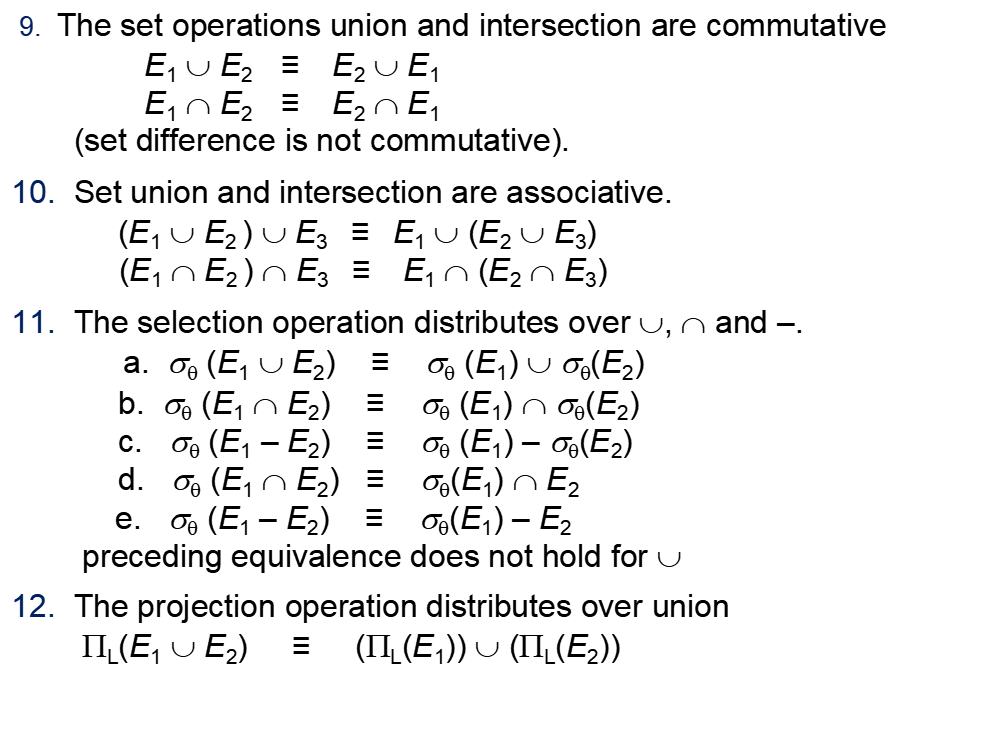 9. The set operations union and intersection are commutative
E₁ ∪ E₂ ≡ E₂ ∪ E₁
E₁ ∩ E₂ ≡ E₂ ∩ E₁
(set difference is not commutative).
10. Set union and intersection are associative.
(E₁ ∪ E₂) ∪ E₃ ≡ E₁ ∪ (E₂ ∪ E₃)
(E₁ ∩ E₂) ∩ E₃ ≡ E₁ ∩ (E₂ ∩ E₃)
11. The selection operation distributes over ∪, ∩ and –.
a. σθ (E₁ ∪ E₂) ≡ σθ (E₁) ∪ σθ(E₂)
b. σθ (E₁ ∩ E₂) ≡ σθ (E₁) ∩ σθ(E₂)
c. σθ (E₁ – E₂) ≡ σθ (E₁) – σθ(E₂)
d. σθ (E₁ ∩ E₂) ≡ σθ(E₁) ∩ E₂
e. σθ (E₁ – E₂) ≡ σθ(E₁) – E₂
preceding equivalence does not hold for ∪
12. The projection operation distributes over union
Π_L(E₁ ∪ E₂) ≡ (Π_L(E₁)) ∪ (Π_L(E₂))